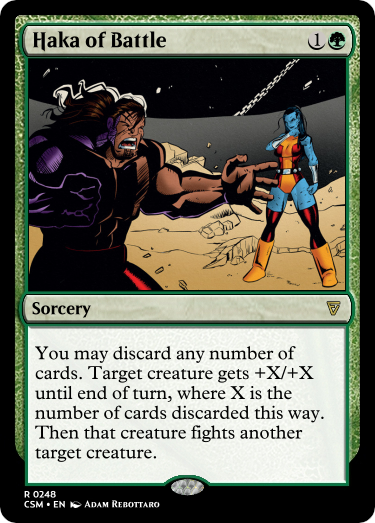 Haka of Battle 1
Sorcery
You may discard any number of
cards. Target creature gets +X/+X
until end of turn, where X is the
number of cards discarded this way.
Then that creature fights another
target creature.
R 0248
CSM • EN Adam Rebottaro